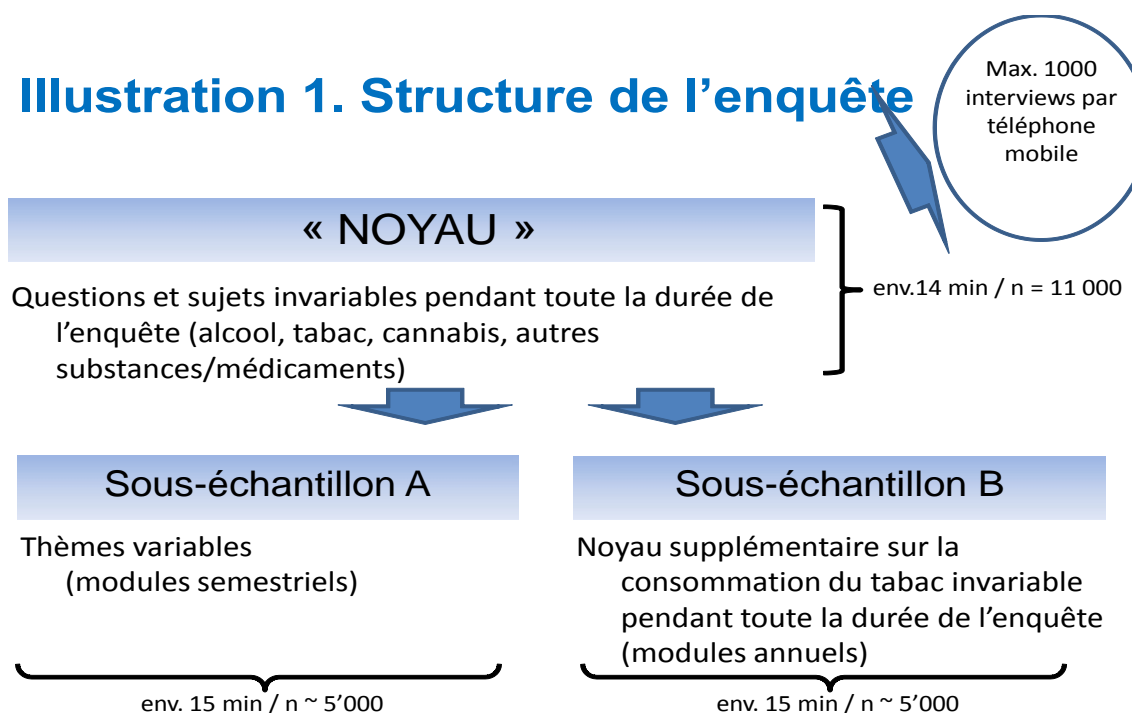 Illustration 1. Structure de l'enquête
Max. 1000
interviews par
téléphone
mobile
« NOYAU »
Questions et sujets invariables pendant toute la durée de
l'enquête (alcool, tabac, cannabis, autres
substances/médicaments)
env.14 min / n = 11 000
Sous-échantillon A
Thèmes variables
(modules semestriels)
env. 15 min / n ~ 5'000
Sous-échantillon B
Noyau supplémentaire sur la
consommation du tabac invariable
pendant toute la durée de l'enquête
(modules annuels)
env. 15 min / n ~ 5'000